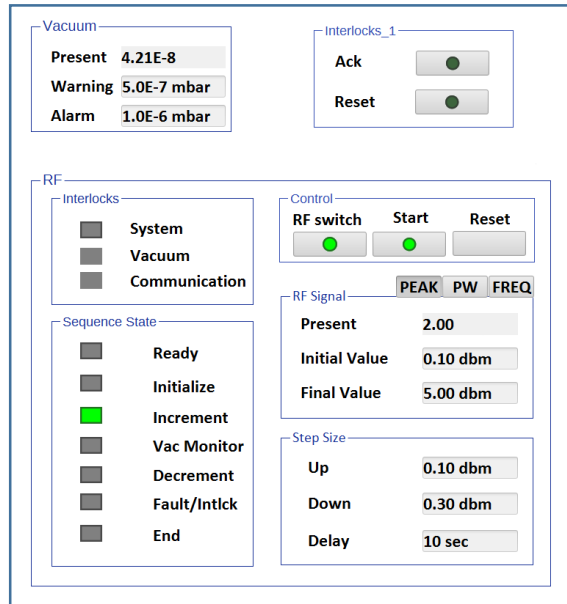 Vacuum
Present 4.21E-8
Warning 5.0E-7 mbar
Alarm 1.0E-6 mbar
Interlocks_1
Ack
Reset
RF
Interlocks
System
Vacuum
Communication
Control
RF switch Start Reset
PEAK PW FREQ
RF Signal
Present 2.00
Initial Value 0.10 dbm
Final Value 5.00 dbm
Sequence State
Ready
Initialize
Increment
Vac Monitor
Decrement
Fault/Intlck
End
Step Size
Up 0.10 dbm
Down 0.30 dbm
Delay 10 sec